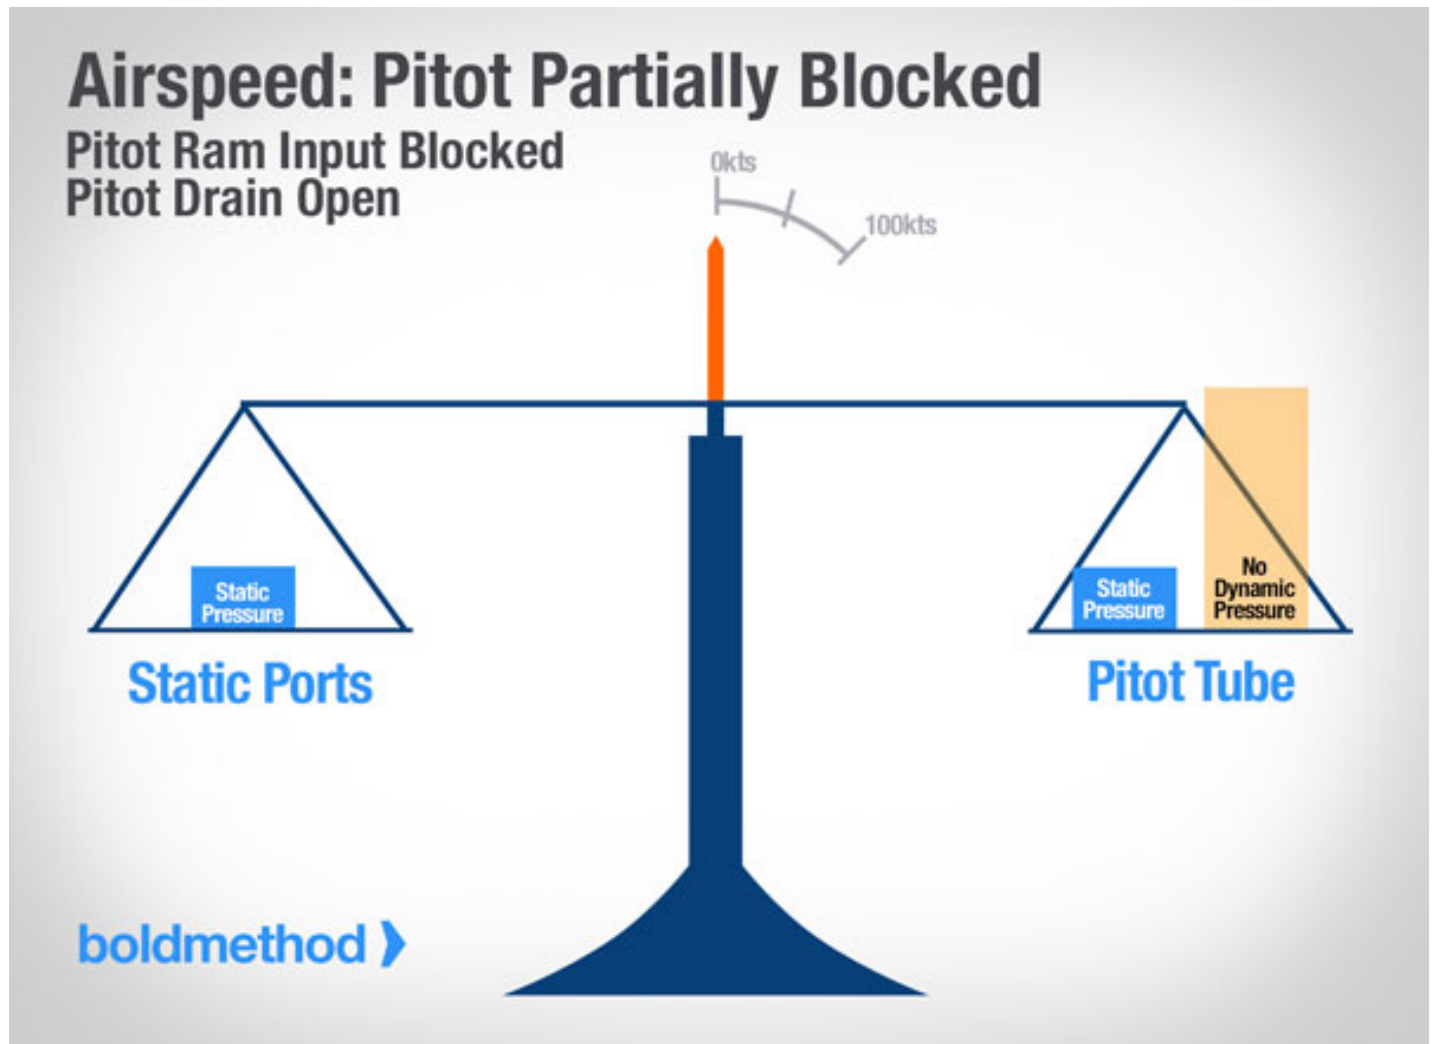 Airspeed: Pitot Partially Blocked
Pitot Ram Input Blocked
Pitot Drain Open
0kts
100kts
Static
Pressure
Static
Pressure
No
Dynamic
Pressure
Static Ports
Pitot Tube
boldmethod